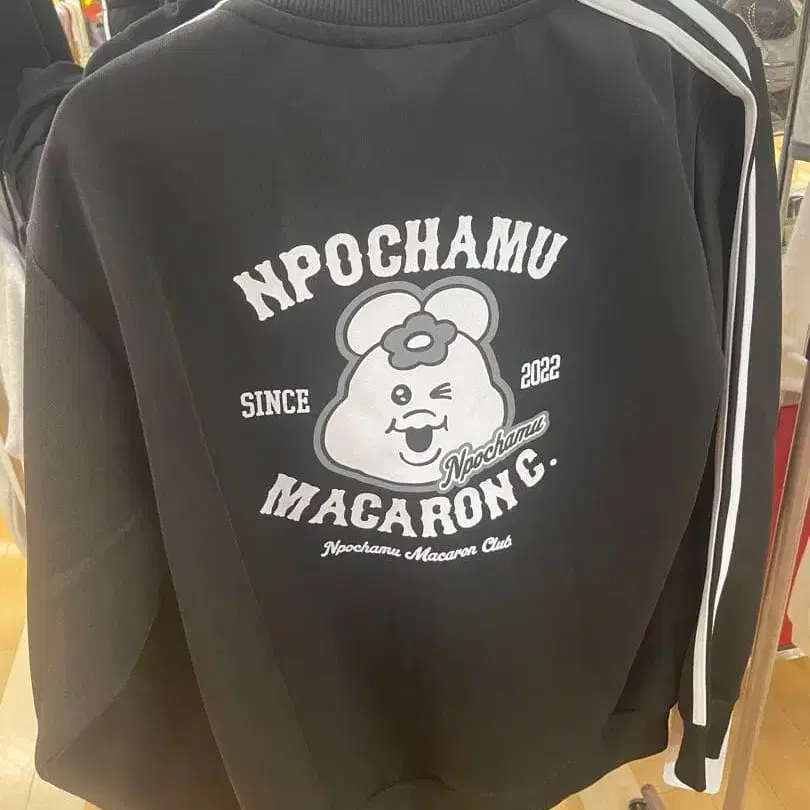 NPOCHAMU
SINCE
2022
Npochamu
MACARON C.
Npochamu Macaron Club